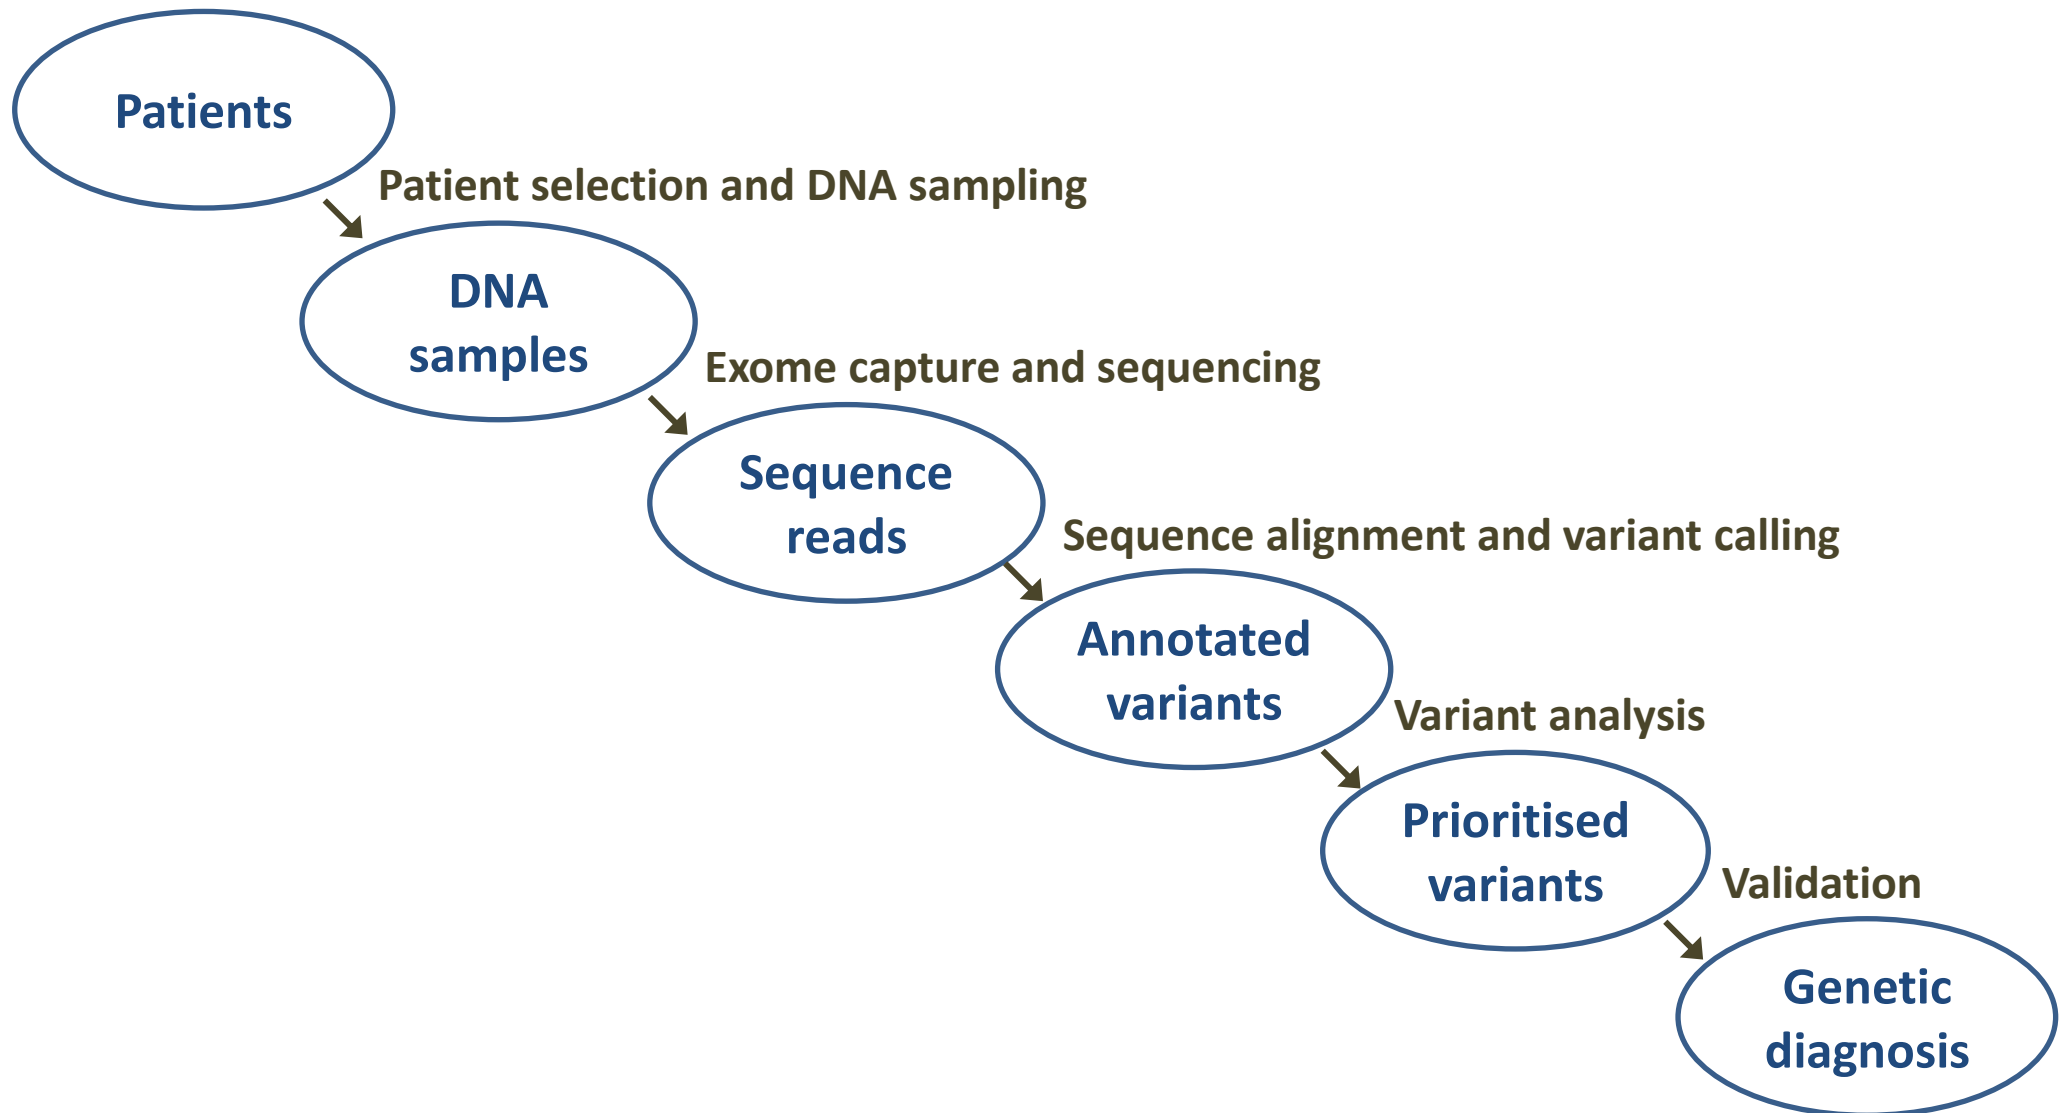 Patients
Patient selection and DNA sampling
DNA
samples
Exome capture and sequencing
Sequence
reads
Sequence alignment and variant calling
Annotated
variants
Variant analysis
Prioritised
variants
Validation
Genetic
diagnosis